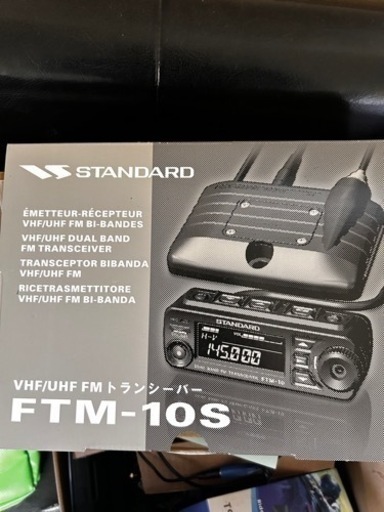 STANDARD
ÉMETTEUR-RÉCEPTEUR
VHF/UHF FM BI-BANDES
VHF/UHF DUAL BAND
FM TRANSCEIVER
TRANSCEPTOR BIBANDA
VHF/UHF FM
RICETRASMETTITORE
VHF/UHF FM BI-BANDA
STANDARD
H-V
145.000
FTM-10
VHF/UHF FMトランシーバー
FTM-10S